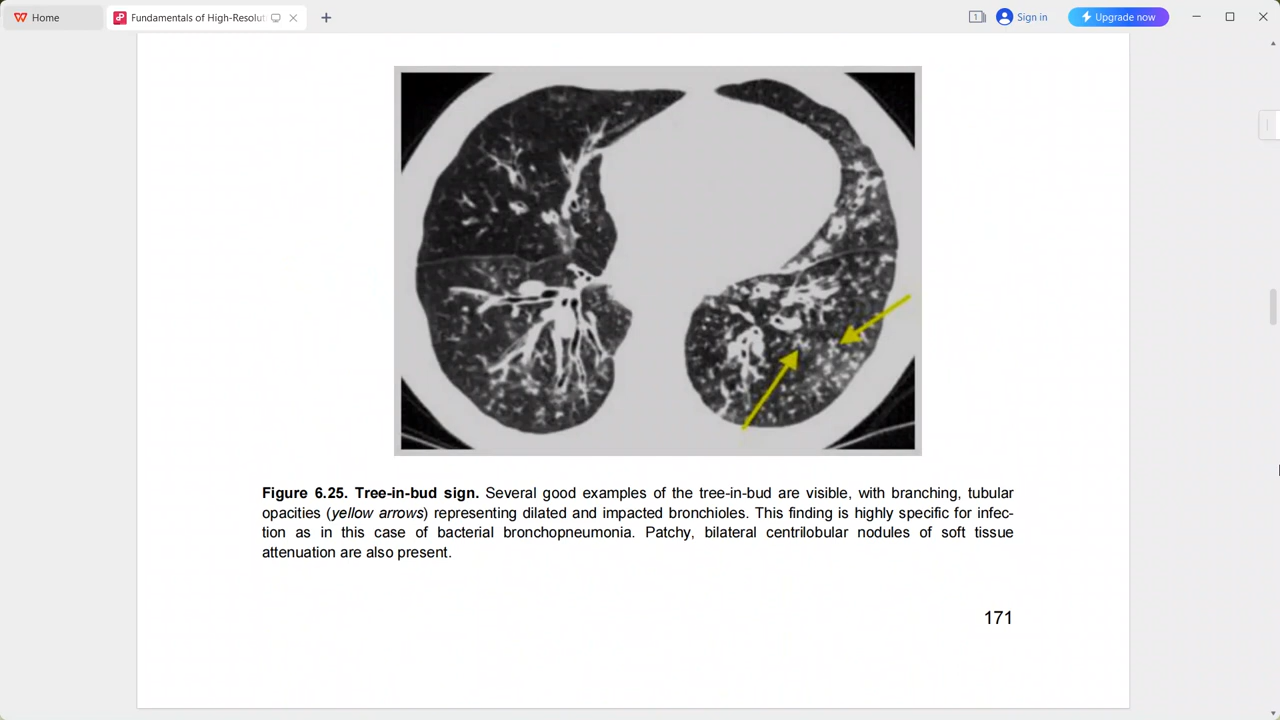 Home
Fundamentals of High-Resolut
1
Sign in
Upgrade now
Figure 6.25. Tree-in-bud sign. Several good examples of the tree-in-bud are visible, with branching, tubular
opacities (yellow arrows) representing dilated and impacted bronchioles. This finding is highly specific for infec-
tion as in this case of bacterial bronchopneumonia. Patchy, bilateral centrilobular nodules of soft tissue
attenuation are also present.
171